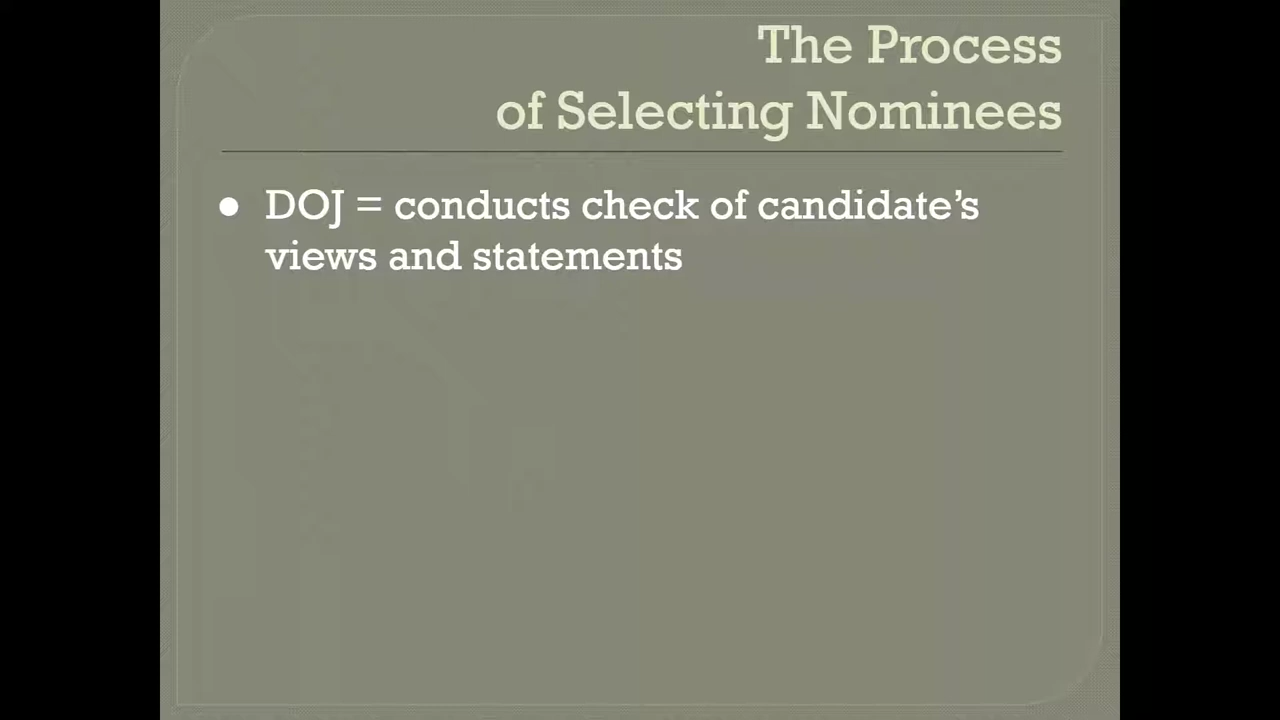 The Process
of Selecting Nominees
● DOJ = conducts check of candidate’s
views and statements